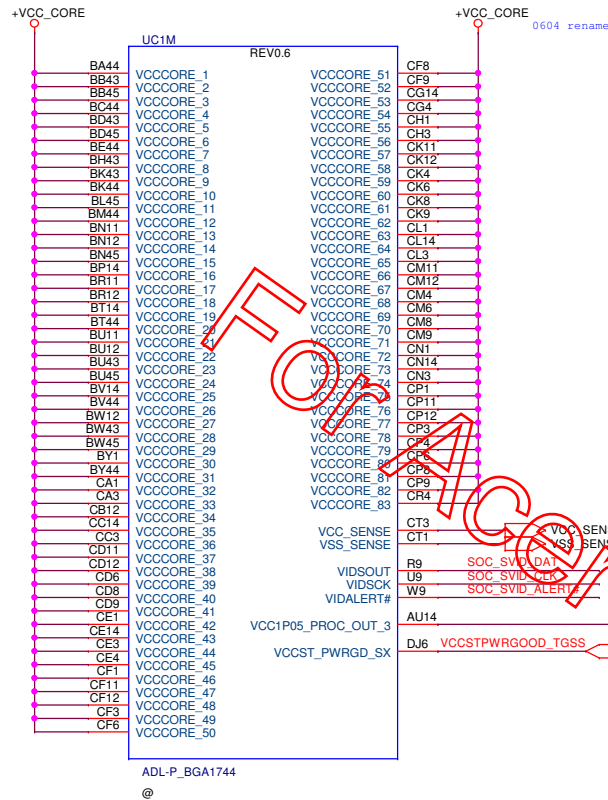 +VCC_CORE
+VCC_CORE
0604 rename
UC1M
REV0.6
BA44 VCCCORE_1 VCCCORE_51 CF8
BB43 VCCCORE_2 VCCCORE_52 CF9
BB45 VCCCORE_3 VCCCORE_53 CG14
BC44 VCCCORE_4 VCCCORE_54 CG4
BD43 VCCCORE_5 VCCCORE_55 CH1
BD45 VCCCORE_6 VCCCORE_56 CH3
BE44 VCCCORE_7 VCCCORE_57 CK11
BH43 VCCCORE_8 VCCCORE_58 CK12
BK43 VCCCORE_9 VCCCORE_59 CK4
BK44 VCCCORE_10 VCCCORE_60 CK6
BL45 VCCCORE_11 VCCCORE_61 CK8
BM44 VCCCORE_12 VCCCORE_62 CK9
BN11 VCCCORE_13 VCCCORE_63 CL1
BN12 VCCCORE_14 VCCCORE_64 CL14
BN45 VCCCORE_15 VCCCORE_65 CL3
BP14 VCCCORE_16 VCCCORE_66 CM11
BR11 VCCCORE_17 VCCCORE_67 CM12
BR12 VCCCORE_18 VCCCORE_68 CM4
BT14 VCCCORE_19 VCCCORE_69 CM6
BT44 VCCCORE_20 VCCCORE_70 CM8
BU11 VCCCORE_21 VCCCORE_71 CM9
BU12 VCCCORE_22 VCCCORE_72 CN1
BU43 VCCCORE_23 VCCCORE_73 CN14
BU45 VCCCORE_24 VCCCORE_74 CN3
BV14 VCCCORE_25 VCCCORE_75 CP1
BV44 VCCCORE_26 VCCCORE_76 CP11
BW12 VCCCORE_27 VCCCORE_77 CP12
BW43 VCCCORE_28 VCCCORE_78 CP3
BW45 VCCCORE_29 VCCCORE_79 CP4
BY1 VCCCORE_30 VCCCORE_80 CP6
BY44 VCCCORE_31 VCCCORE_81 CP8
CA1 VCCCORE_32 VCCCORE_82 CP9
CA3 VCCCORE_33 VCCCORE_83 CR4
CB12 VCCCORE_34
CC14 VCCCORE_35 VCC_SENSE CT3 VCC_SENS
CC3 VCCCORE_36 VSS_SENSE CT1 VSS_SENS
CD11 VCCCORE_37
CD12 VCCCORE_38 VIDSOUT R9 SOC_SVID_DAT
CD6 VCCCORE_39 VIDSCK U9 SOC_SVID_CLK
CD8 VCCCORE_40 VIDALERT# W9 SOC_SVID_ALERT#
CD9 VCCCORE_41
CE1 VCCCORE_42 VCC1P05_PROC_OUT_3 AU14
CE14 VCCCORE_43
CE3 VCCCORE_44 VCCST_PWRGD_SX DJ6 VCCSTPWRGOOD_TGSS
CE4 VCCCORE_45
CF1 VCCCORE_46
CF11 VCCCORE_47
CF12 VCCCORE_48
CF3 VCCCORE_49
CF6 VCCCORE_50
ADL-P_BGA1744
@
For Acer